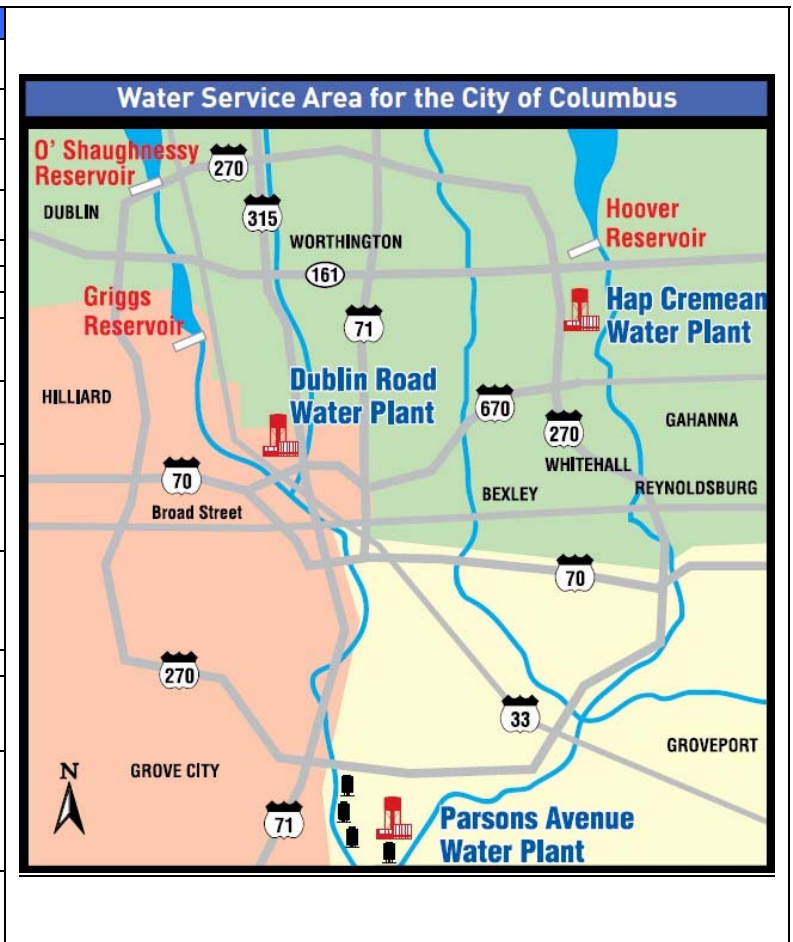 Water Service Area for the City of Columbus
O' Shaughnessy
Reservoir
270
DUBLIN
315
WORTHINGTON
Hoover
Reservoir
161
Griggs
Reservoir
71
Hap Cremean
Water Plant
Dublin Road
Water Plant
HILLIARD
670
270
GAHANNA
WHITEHALL
70
BEXLEY
REYNOLDSBURG
Broad Street
70
270
33
GROVEPORT
N
GROVE CITY
71
Parsons Avenue
Water Plant